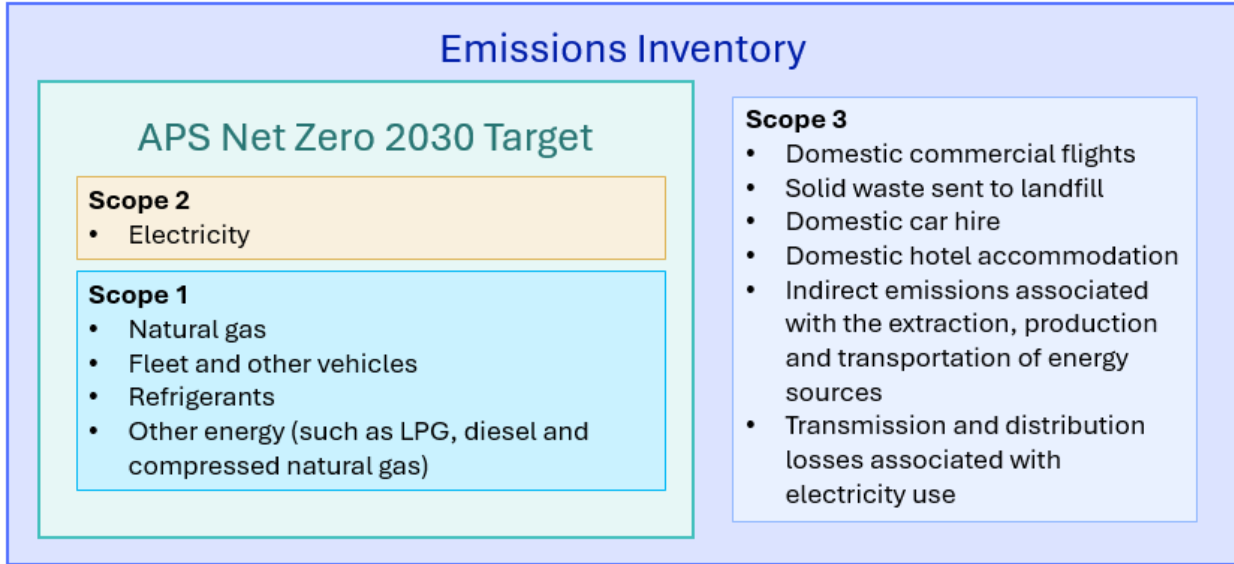 Emissions Inventory
APS Net Zero 2030 Target
Scope 2
• Electricity
Scope 1
• Natural gas
• Fleet and other vehicles
• Refrigerants
• Other energy (such as LPG, diesel and
compressed natural gas)
Scope 3
• Domestic commercial flights
• Solid waste sent to landfill
• Domestic car hire
• Domestic hotel accommodation
• Indirect emissions associated
with the extraction, production
and transportation of energy
sources
• Transmission and distribution
losses associated with
electricity use